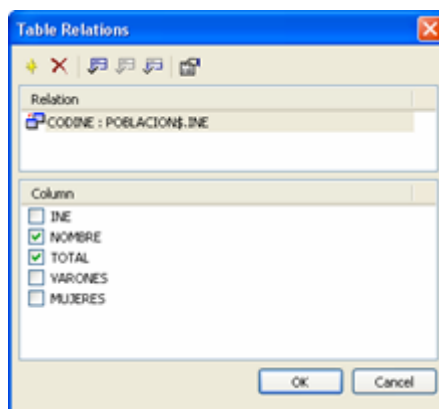 Table Relations
Relation
CODINE : POBLACION$.INE
Column
INE
NOMBRE
TOTAL
VARONES
MUJERES
OK Cancel